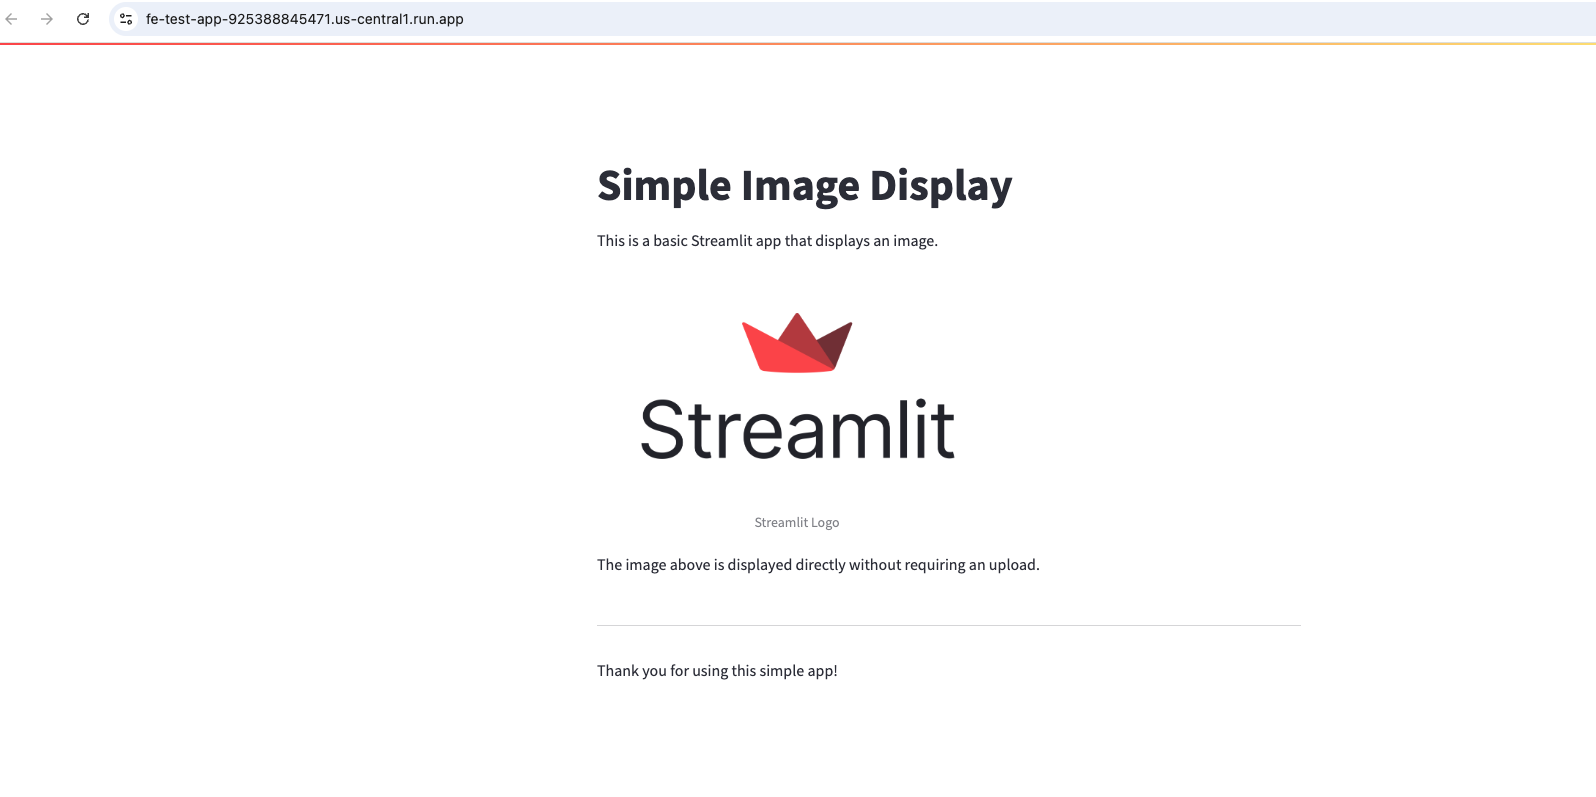 fe-test-app-925388845471.us-central1.run.app
Simple Image Display
This is a basic Streamlit app that displays an image.
Streamlit
Streamlit Logo
The image above is displayed directly without requiring an upload.
Thank you for using this simple app!